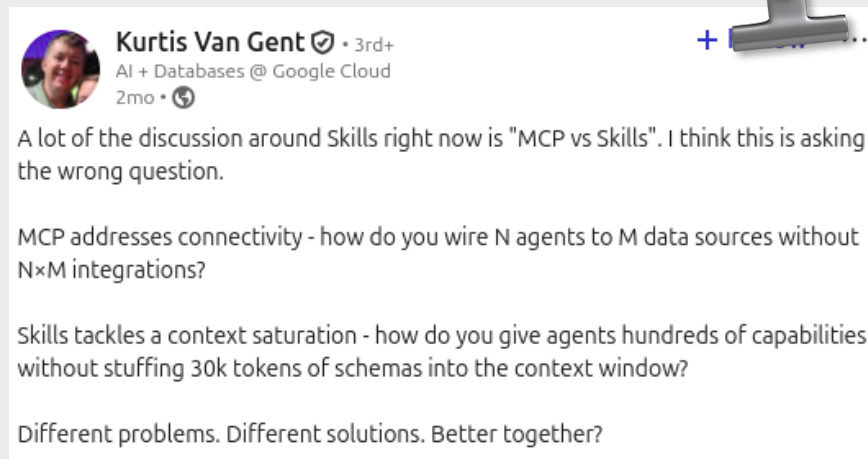 Kurtis Van Gent • 3rd+
AI + Databases @ Google Cloud
2mo •
A lot of the discussion around Skills right now is "MCP vs Skills". I think this is asking
the wrong question.
MCP addresses connectivity - how do you wire N agents to M data sources without
N×M integrations?
Skills tackles a context saturation - how do you give agents hundreds of capabilities
without stuffing 30k tokens of schemas into the context window?
Different problems. Different solutions. Better together?